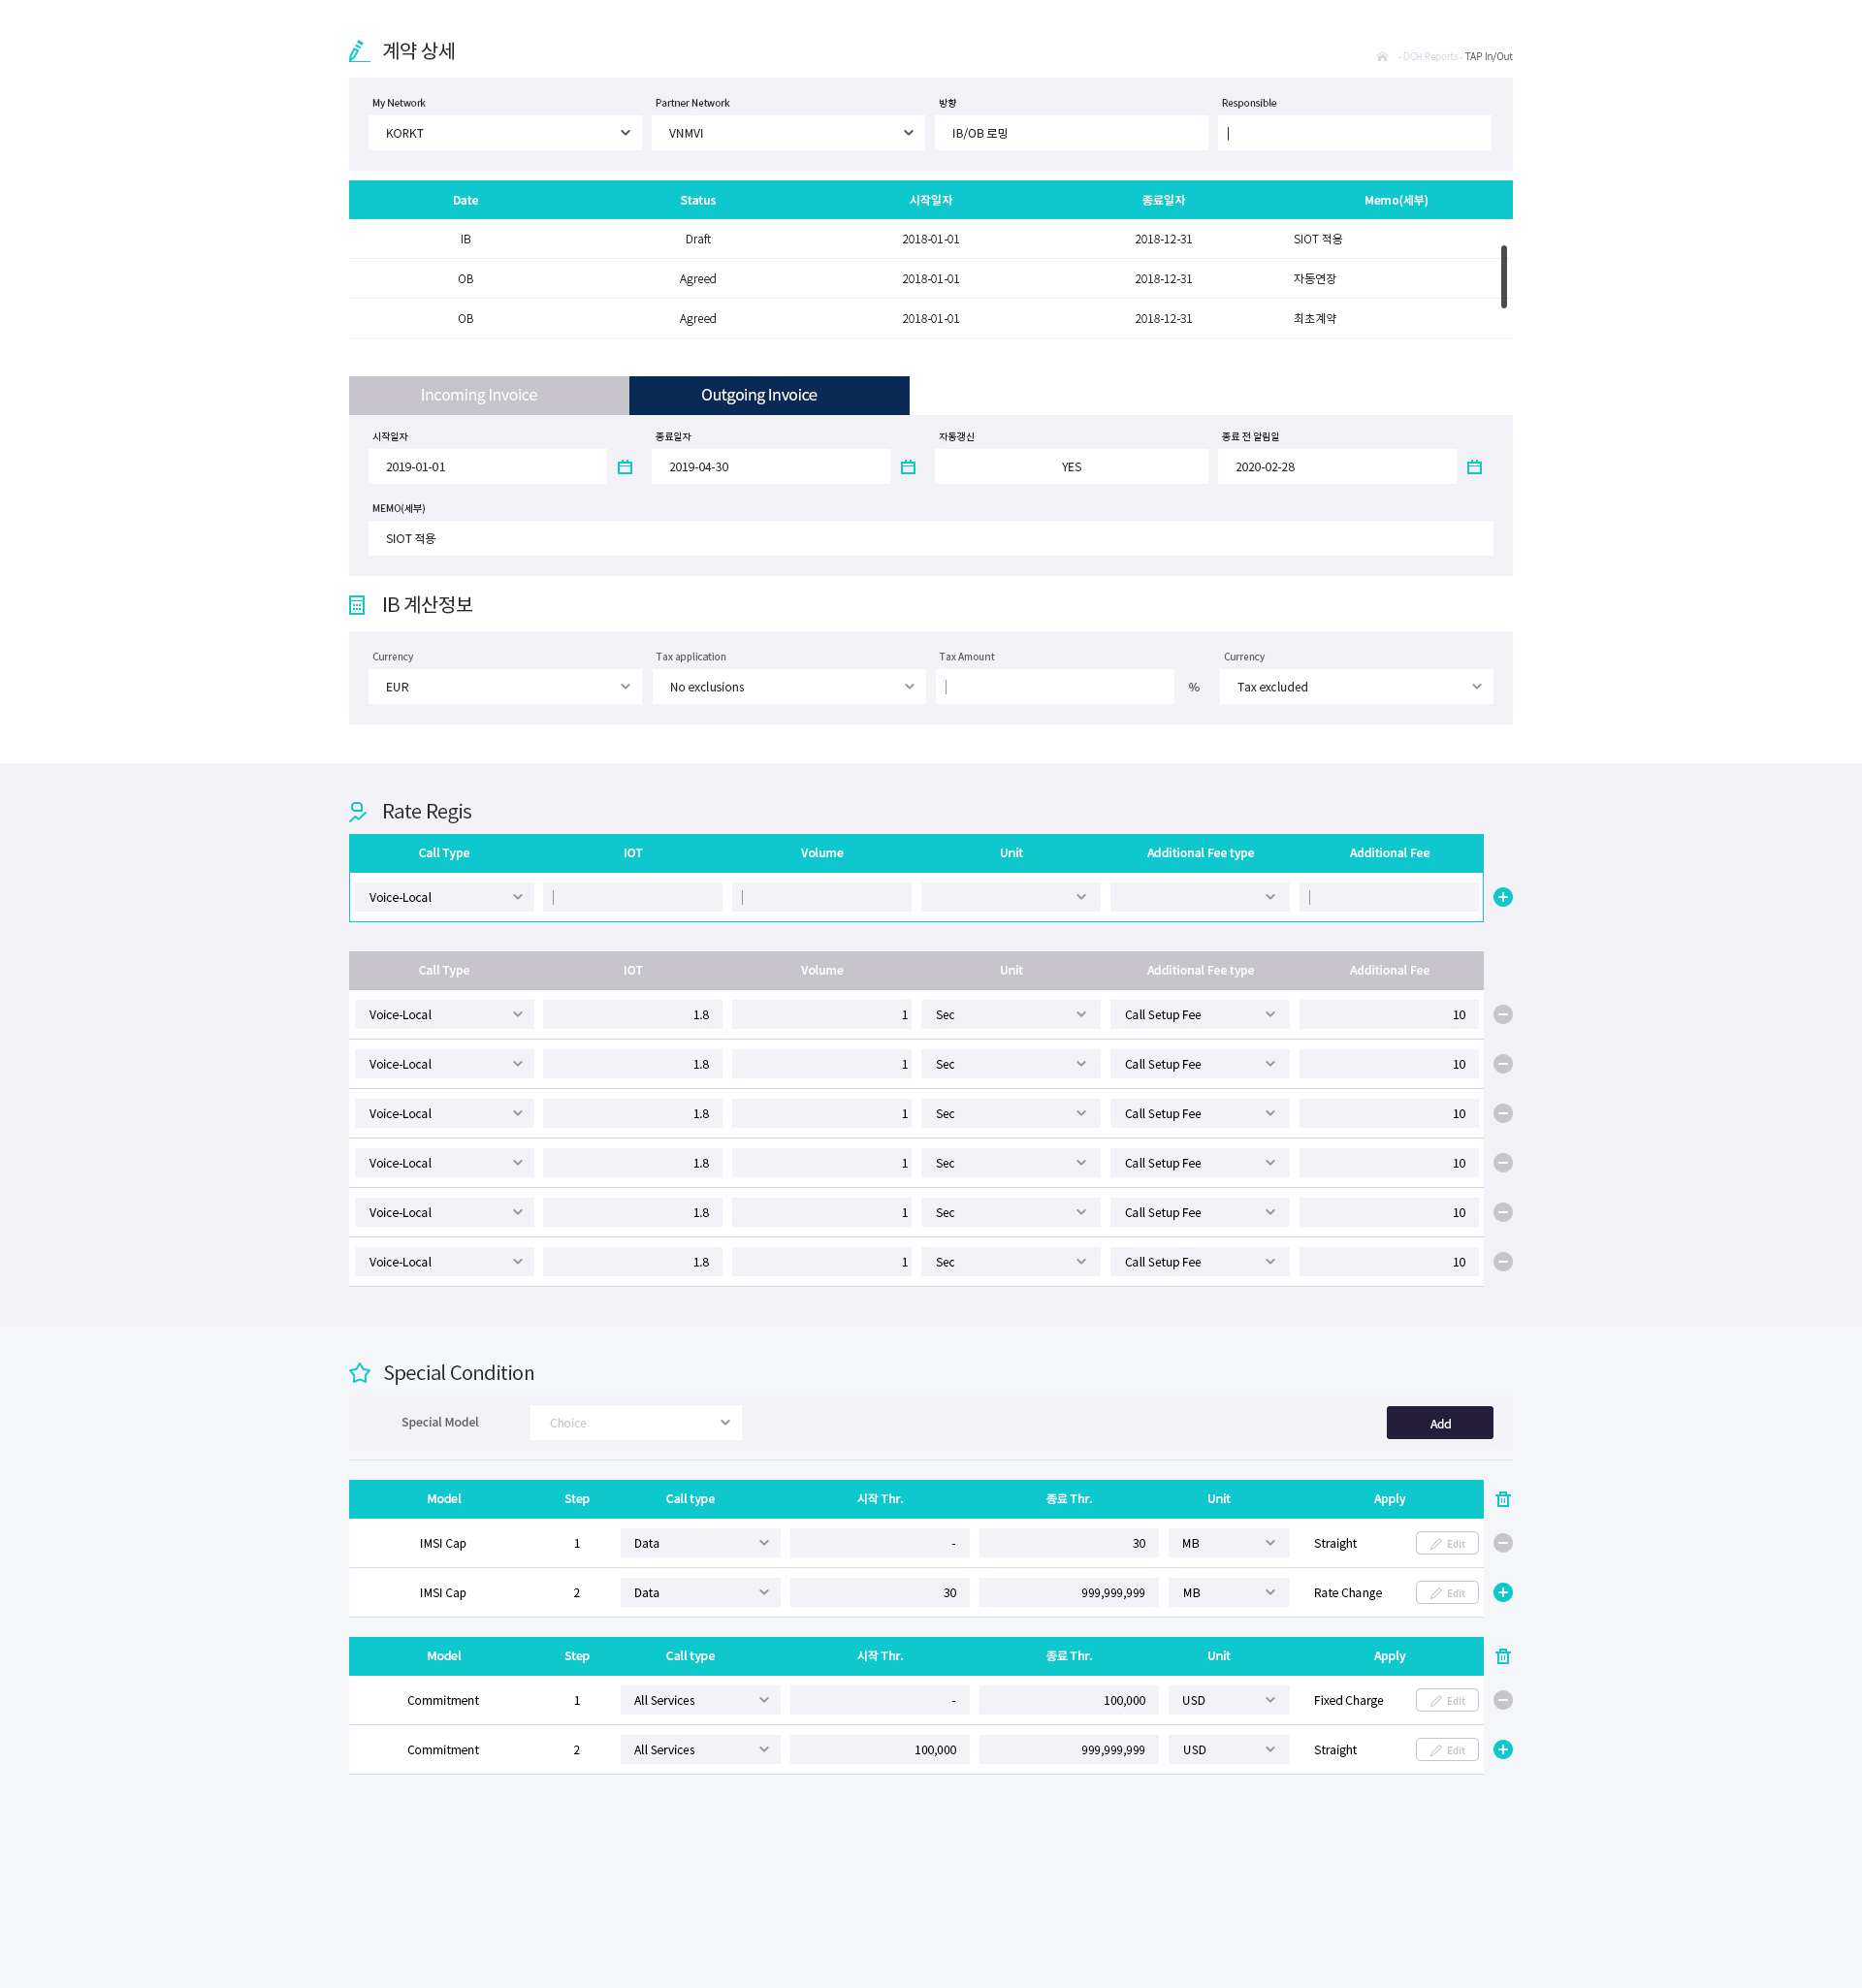 계약 상세
- DCH Reports - TAP In/Out
My Network Partner Network 방향 Responsible
KORKT VNMVI IB/OB 로밍
Date Status 시작일자 종료일자 Memo(세부)
IB Draft 2018-01-01 2018-12-31 SIOT 적용
OB Agreed 2018-01-01 2018-12-31 자동연장
OB Agreed 2018-01-01 2018-12-31 최초계약
Incoming Invoice Outgoing Invoice
시작일자 종료일자 자동갱신 종료 전 알림일
2019-01-01 2019-04-30 YES 2020-02-28
MEMO(세부)
SIOT 적용
IB 계산정보
Currency Tax application Tax Amount Currency
EUR No exclusions % Tax excluded
Rate Regis
Call Type IOT Volume Unit Additional Fee type Additional Fee
Voice-Local
Call Type IOT Volume Unit Additional Fee type Additional Fee
Voice-Local 1.8 1 Sec Call Setup Fee 10
Voice-Local 1.8 1 Sec Call Setup Fee 10
Voice-Local 1.8 1 Sec Call Setup Fee 10
Voice-Local 1.8 1 Sec Call Setup Fee 10
Voice-Local 1.8 1 Sec Call Setup Fee 10
Voice-Local 1.8 1 Sec Call Setup Fee 10
Special Condition
Special Model Choice Add
Model Step Call type 시작 Thr. 종료 Thr. Unit Apply
IMSI Cap 1 Data - 30 MB Straight Edit
IMSI Cap 2 Data 30 999,999,999 MB Rate Change Edit
Model Step Call type 시작 Thr. 종료 Thr. Unit Apply
Commitment 1 All Services - 100,000 USD Fixed Charge Edit
Commitment 2 All Services 100,000 999,999,999 USD Straight Edit